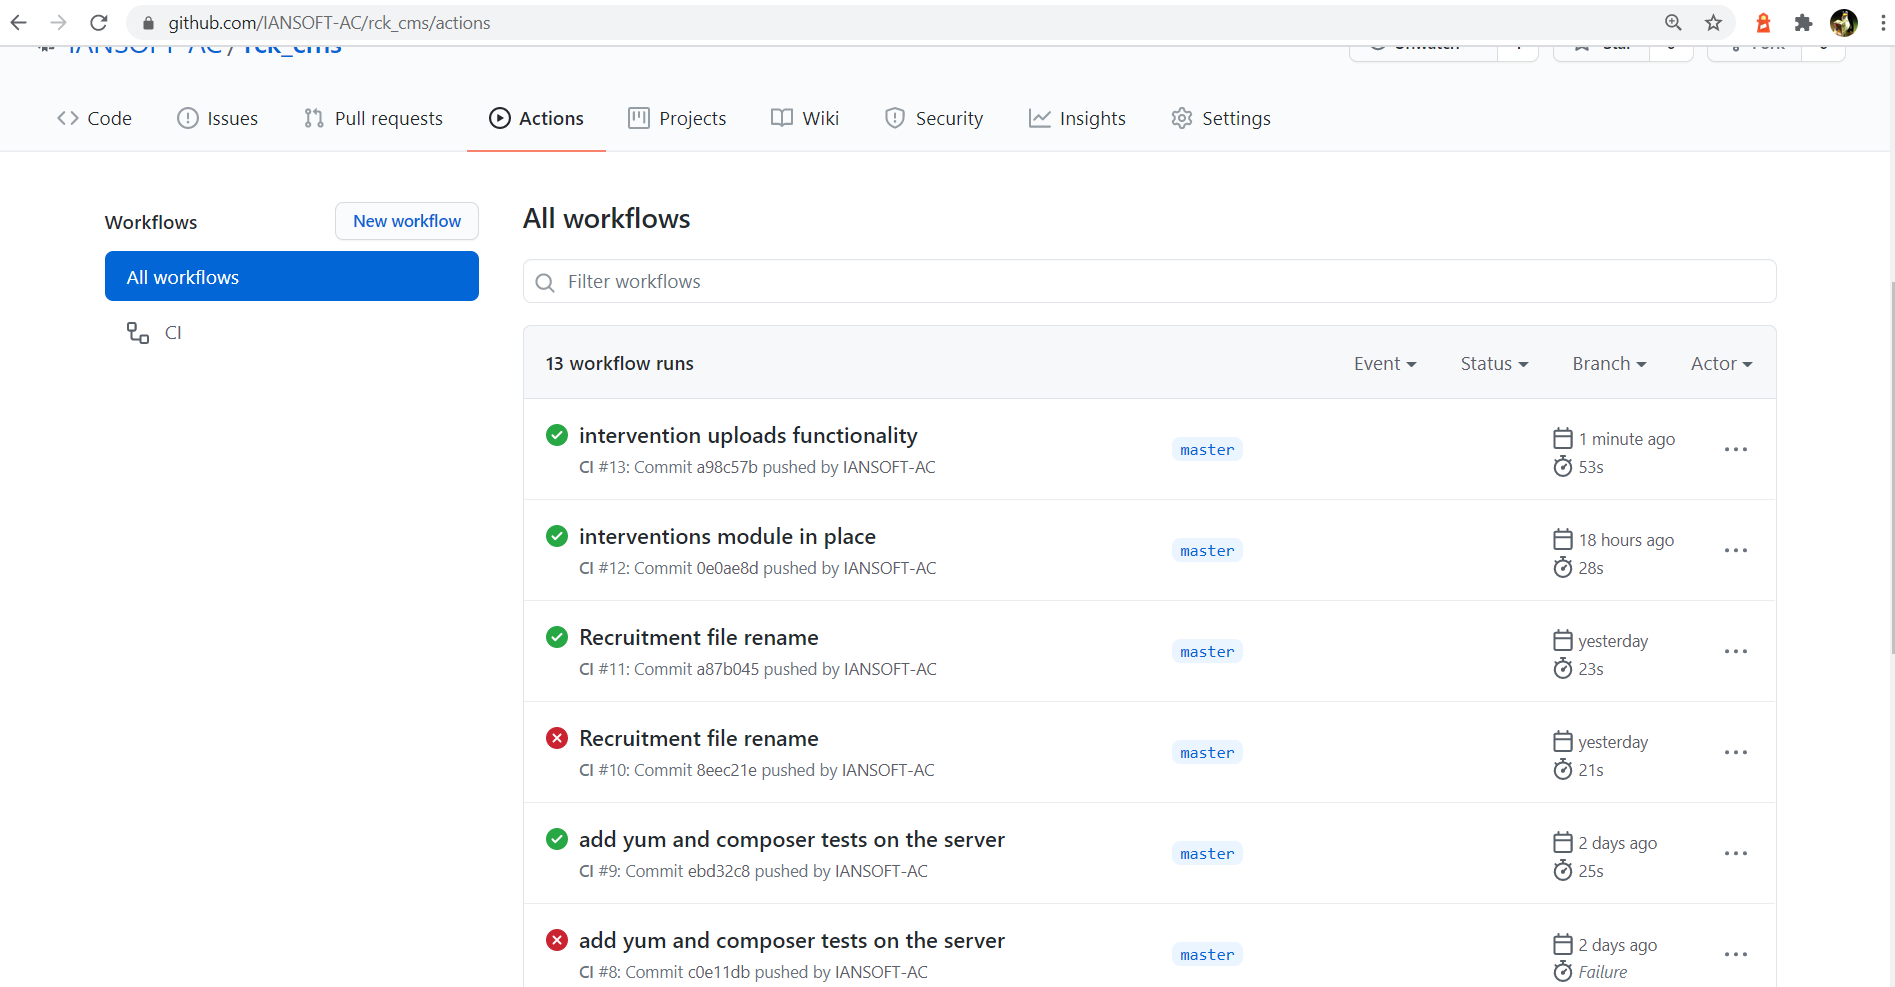 github.com/IANSOFT-AC/rck_cms/actions
IANSOFT-AC / rck_cms
Unwatch
Star
Fork
Code Issues Pull requests Actions Projects Wiki Security Insights Settings
Workflows
New workflow
All workflows
CI
All workflows
Filter workflows
13 workflow runs
Event Status Branch Actor
intervention uploads functionality
CI #13: Commit a98c57b pushed by IANSOFT-AC
master
1 minute ago
53s
interventions module in place
CI #12: Commit 0e0ae8d pushed by IANSOFT-AC
master
18 hours ago
28s
Recruitment file rename
CI #11: Commit a87b045 pushed by IANSOFT-AC
master
yesterday
23s
Recruitment file rename
CI #10: Commit 8eec21e pushed by IANSOFT-AC
master
yesterday
21s
add yum and composer tests on the server
CI #9: Commit ebd32c8 pushed by IANSOFT-AC
master
2 days ago
25s
add yum and composer tests on the server
CI #8: Commit c0e11db pushed by IANSOFT-AC
master
2 days ago
Failure